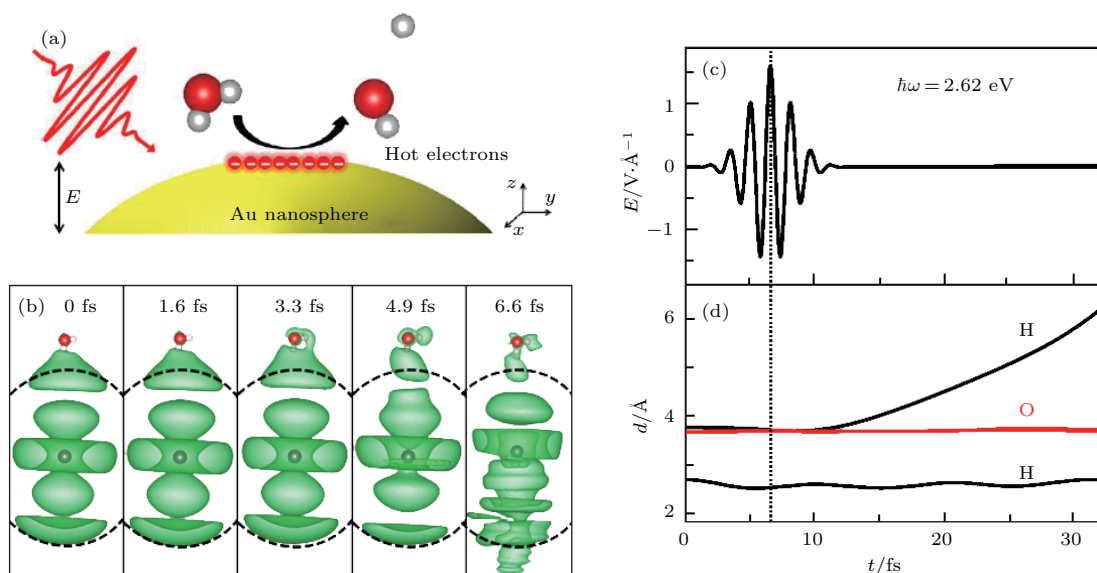 (a)
E
Hot electrons
Au nanosphere
z
y
x
(b)
0 fs
1.6 fs
3.3 fs
4.9 fs
6.6 fs
(c)
ħω = 2.62 eV
1
0
−1
E/V·Å⁻¹
(d)
6
4
2
d/Å
H
O
H
0
10
20
30
t/fs